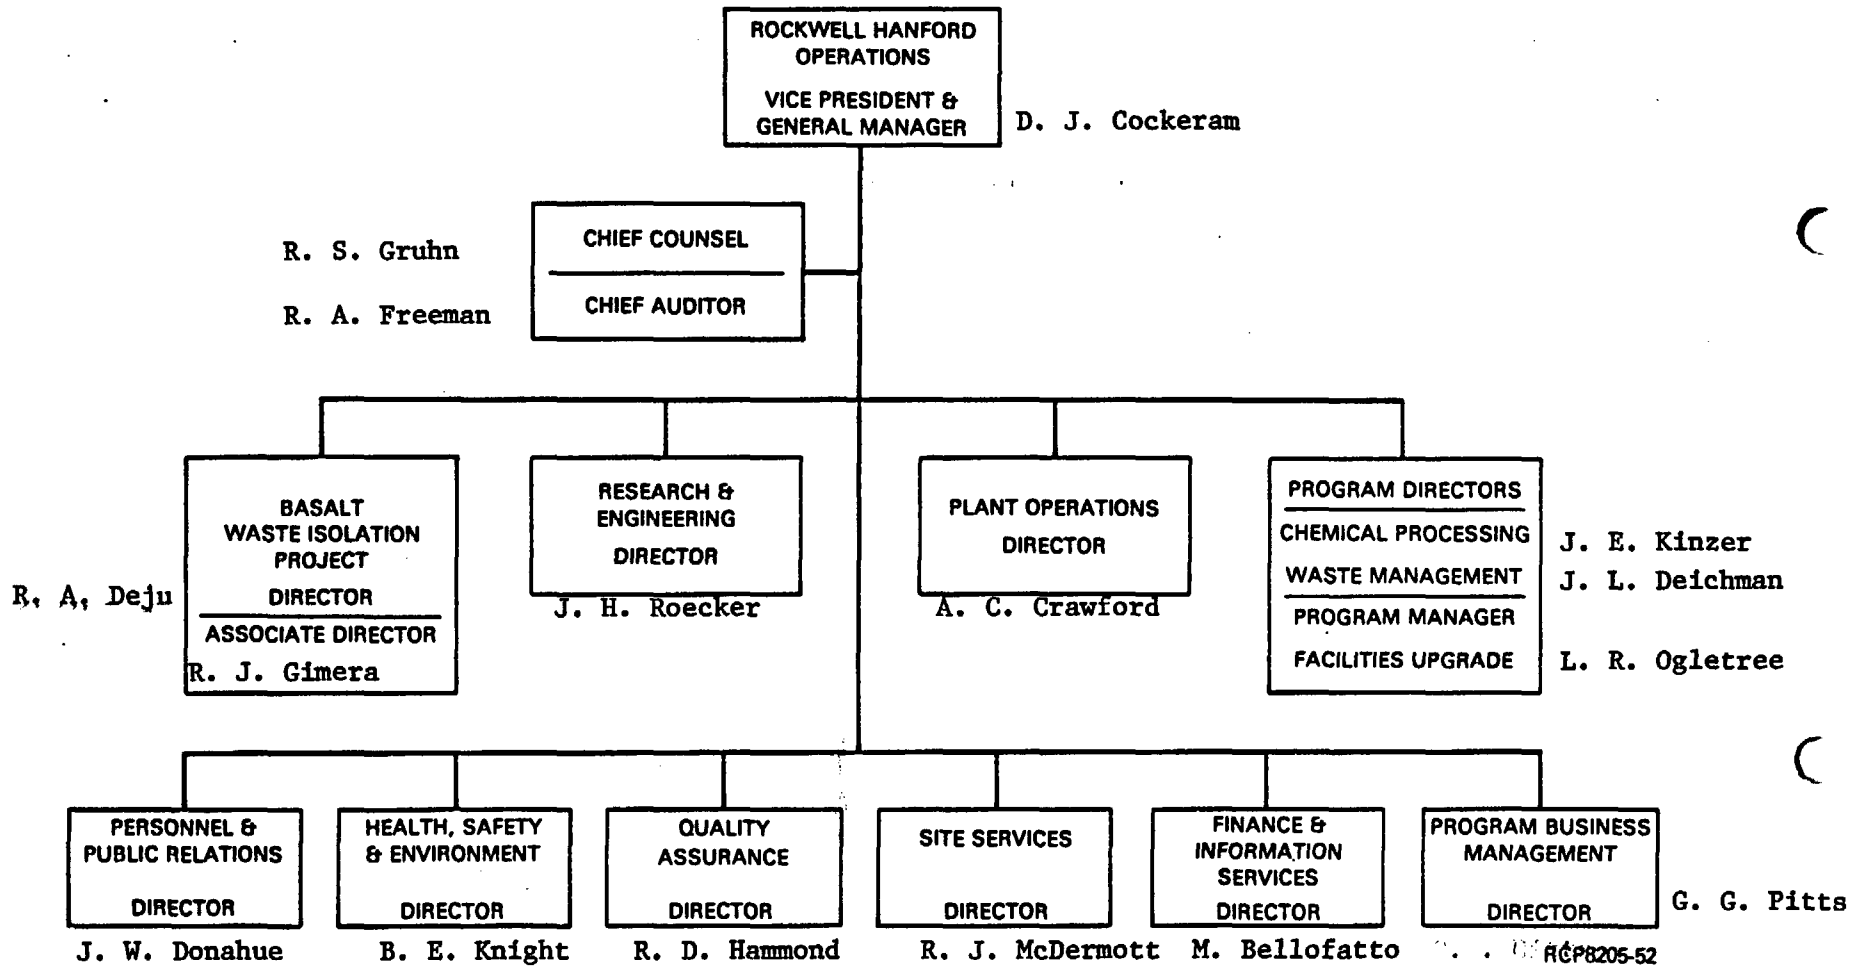 ROCKWELL HANFORD
OPERATIONS
VICE PRESIDENT &
GENERAL MANAGER
D. J. Cockeram
R. S. Gruhn
CHIEF COUNSEL
R. A. Freeman
CHIEF AUDITOR
BASALT
WASTE ISOLATION
PROJECT
R. A. Deju
DIRECTOR
ASSOCIATE DIRECTOR
R. J. Gimera
RESEARCH &
ENGINEERING
DIRECTOR
J. H. Roecker
PLANT OPERATIONS
DIRECTOR
A. C. Crawford
PROGRAM DIRECTORS
CHEMICAL PROCESSING
J. E. Kinzer
WASTE MANAGEMENT
J. L. Deichman
PROGRAM MANAGER
FACILITIES UPGRADE
L. R. Ogletree
PERSONNEL &
PUBLIC RELATIONS
DIRECTOR
J. W. Donahue
HEALTH, SAFETY
& ENVIRONMENT
DIRECTOR
B. E. Knight
QUALITY
ASSURANCE
DIRECTOR
R. D. Hammond
SITE SERVICES
DIRECTOR
R. J. McDermott
FINANCE &
INFORMATION
SERVICES
DIRECTOR
M. Bellofatto
PROGRAM BUSINESS
MANAGEMENT
DIRECTOR
G. G. Pitts
RCP8205-52